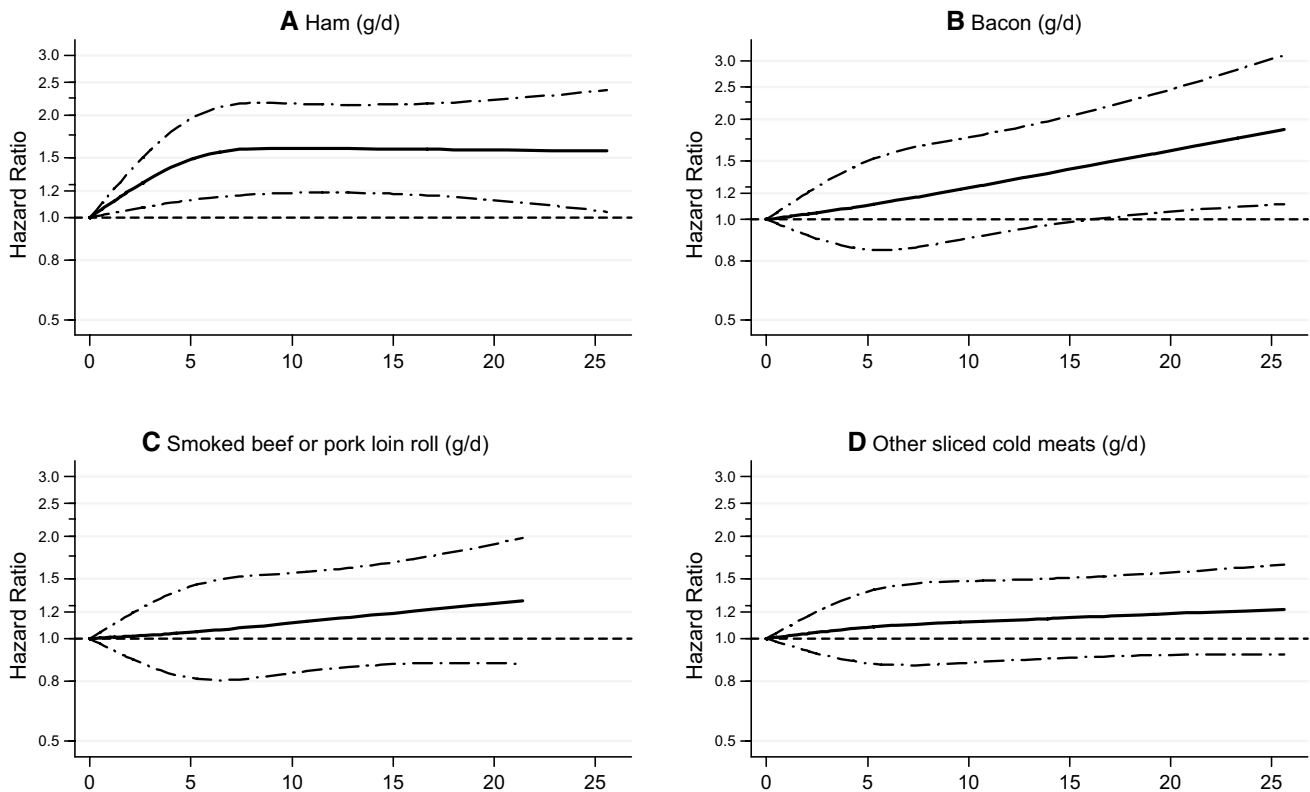 A Ham (g/d)
Hazard Ratio
3.0
2.5
2.0
1.5
1.2
1.0
0.8
0.5
0 5 10 15 20 25
B Bacon (g/d)
Hazard Ratio
3.0
2.5
2.0
1.5
1.2
1.0
0.8
0.5
0 5 10 15 20 25
C Smoked beef or pork loin roll (g/d)
Hazard Ratio
3.0
2.5
2.0
1.5
1.2
1.0
0.8
0.5
0 5 10 15 20 25
D Other sliced cold meats (g/d)
Hazard Ratio
3.0
2.5
2.0
1.5
1.2
1.0
0.8
0.5
0 5 10 15 20 25